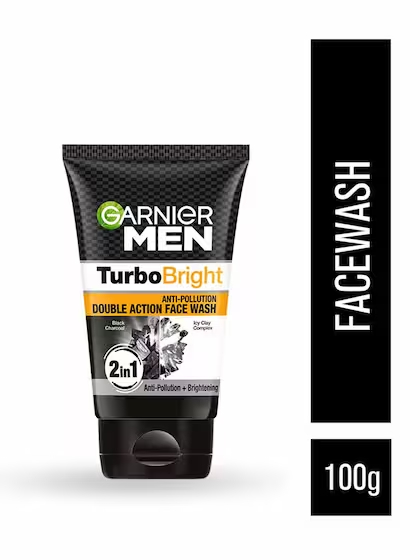 GARNIER
MEN
TurboBright
ANTI-POLLUTION
DOUBLE ACTION FACE WASH
Black
Charcoal
Icy Clay
Complex
2in1
Anti-Pollution + Brightening
FACEWASH
100g